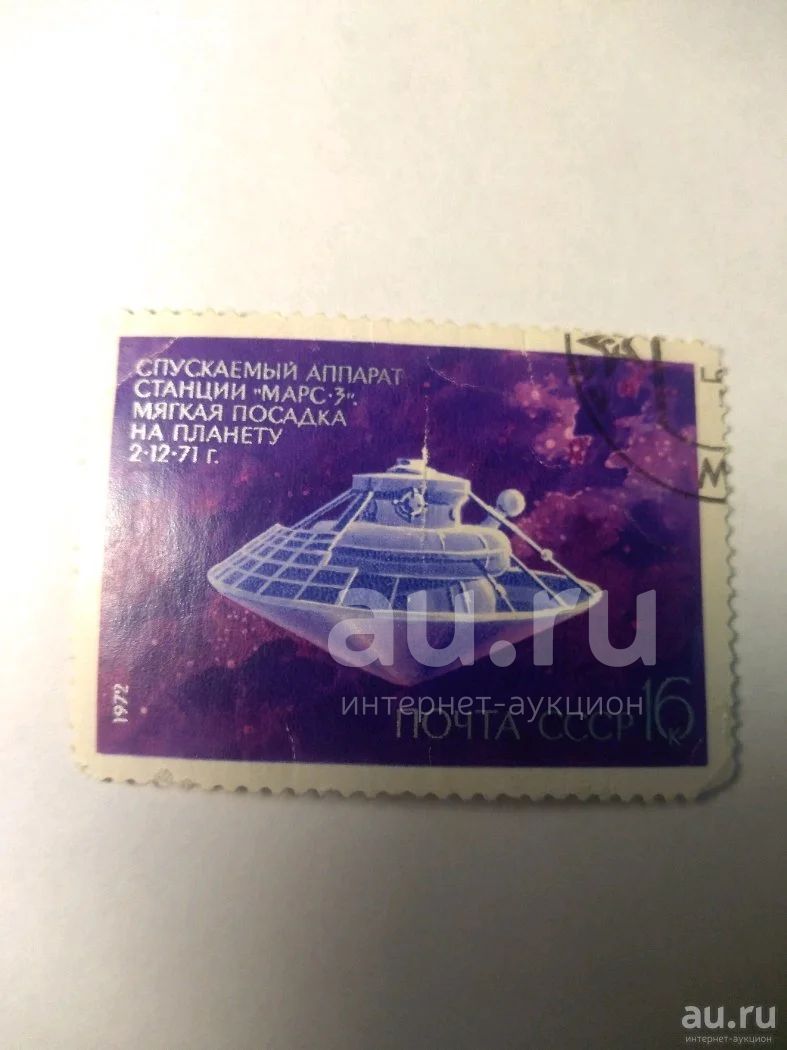 СПУСКАЕМЫЙ АППАРАТ
СТАНЦИИ "МАРС-3".
МЯГКАЯ ПОСАДКА
НА ПЛАНЕТУ
2·12·71 г.
au.ru
интернет-аукцион
1972
ПОЧТА СССР 16к
au.ru
интернет-аукцион